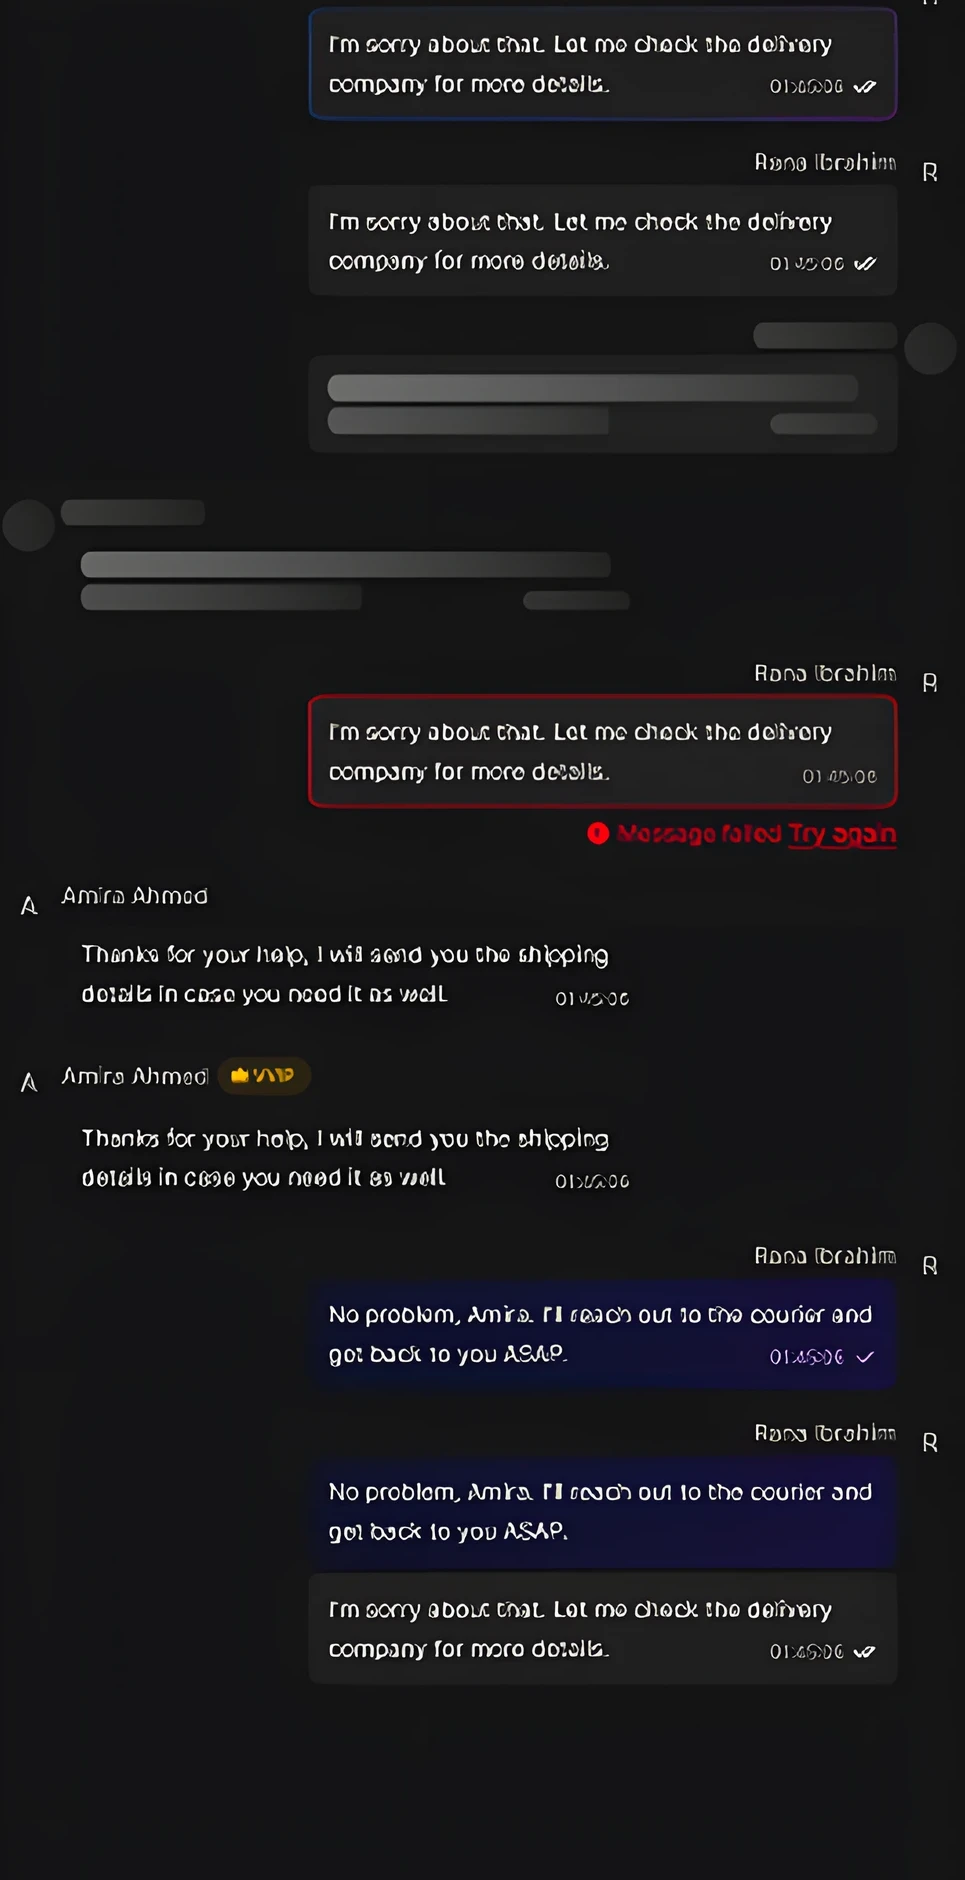 I'm sorry about that. Let me check the delivery
company for more details.
Rana Ibrahim
R
I'm sorry about that. Let me check the delivery
company for more details.
Rana Ibrahim
R
I'm sorry about that. Let me check the delivery
company for more details.
Message failed Try again
A
Amira Ahmed
Thanks for your help, I will send you the shipping
details in case you need it as well.
A
Amira Ahmed VIP
Thanks for your help, I will send you the shipping
details in case you need it as well.
Rana Ibrahim
R
No problem, Amira. I'll reach out to the courier and
get back to you ASAP.
Rana Ibrahim
R
No problem, Amira. I'll reach out to the courier and
get back to you ASAP.
I'm sorry about that. Let me check the delivery
company for more details.